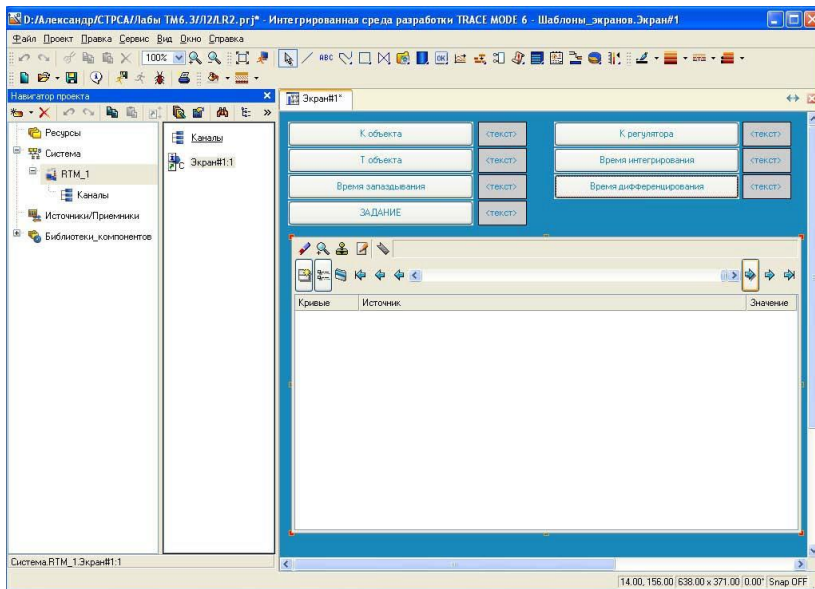 D:/Александр/СТРСА/Лабы ТМ6.3/Л2/LR2.prj* - Интегрированная среда разработки TRACE MODE 6 - Шаблоны_экранов.Экран#1
Файл Проект Правка Сервис Вид Окно Справка
100%
ABC
OK
Навигатор проекта
Экран#1*
Ресурсы
Система
RTM_1
Каналы
Источники/Приемники
Библиотеки_компонентов
Каналы
Экран#1:1
К объекта <текст> К регулятора <текст>
Т объекта <текст> Время интегрирования <текст>
Время запаздывания <текст> Время дифференцирования <текст>
ЗАДАНИЕ <текст>
Кривые Источник Значение
Система.RTM_1.Экран#1:1
14.00, 156.00 638.00 x 371.00 0.00° Snap OFF